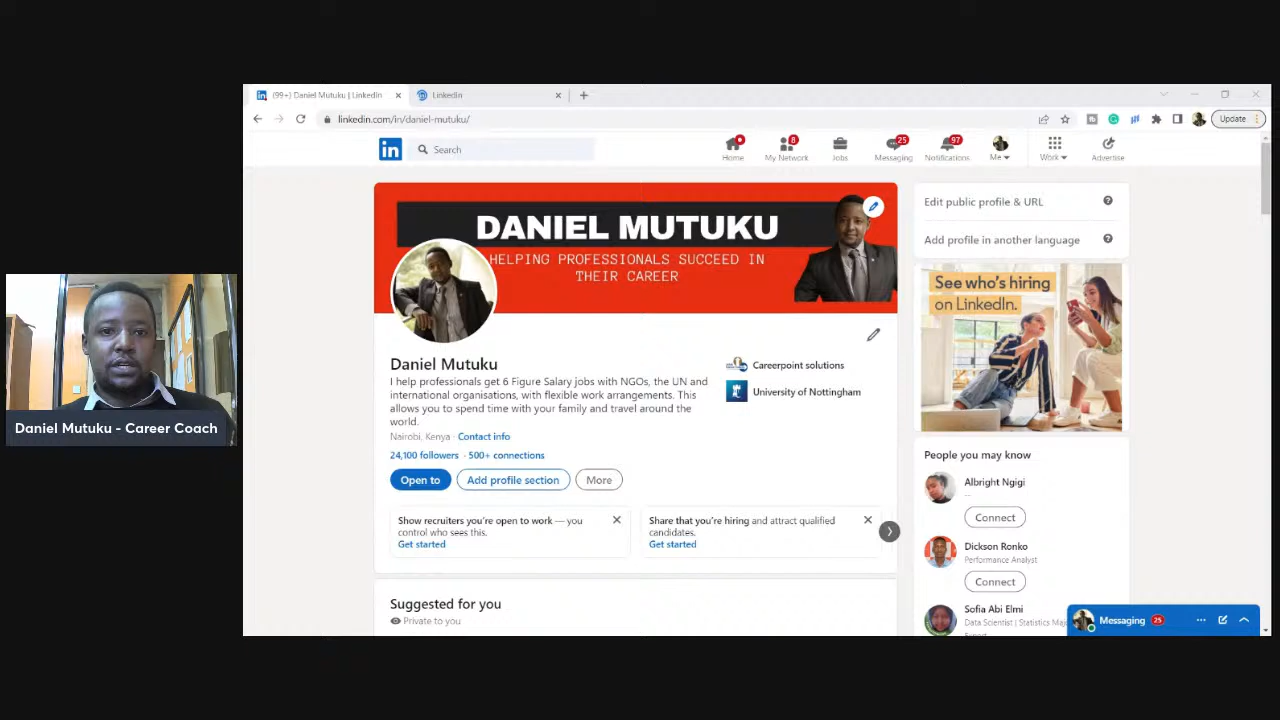 (99+) Daniel Mutuku | LinkedIn
LinkedIn
linkedin.com/in/daniel-mutuku/
Update
in
Search
Home
8
My Network
Jobs
25
Messaging
97
Notifications
Me
Work
Advertise
DANIEL MUTUKU
HELPING PROFESSIONALS SUCCEED IN
THEIR CAREER
Daniel Mutuku
I help professionals get 6 Figure Salary jobs with NGOs, the UN and
international organisations, with flexible work arrangements. This
allows you to spend time with your family and travel around the
world.
Nairobi, Kenya · Contact info
24,100 followers · 500+ connections
Open to
Add profile section
More
Careerpoint solutions
University of Nottingham
Show recruiters you're open to work — you
control who sees this.
Get started
Share that you're hiring and attract qualified
candidates.
Get started
Suggested for you
Private to you
Edit public profile & URL
Add profile in another language
See who's hiring
on LinkedIn.
People you may know
Albright Ngigi
--
Connect
Dickson Ronko
Performance Analyst
Connect
Sofia Abi Elmi
Data Scientist | Statistics Maj
Messaging 25
Daniel Mutuku - Career Coach